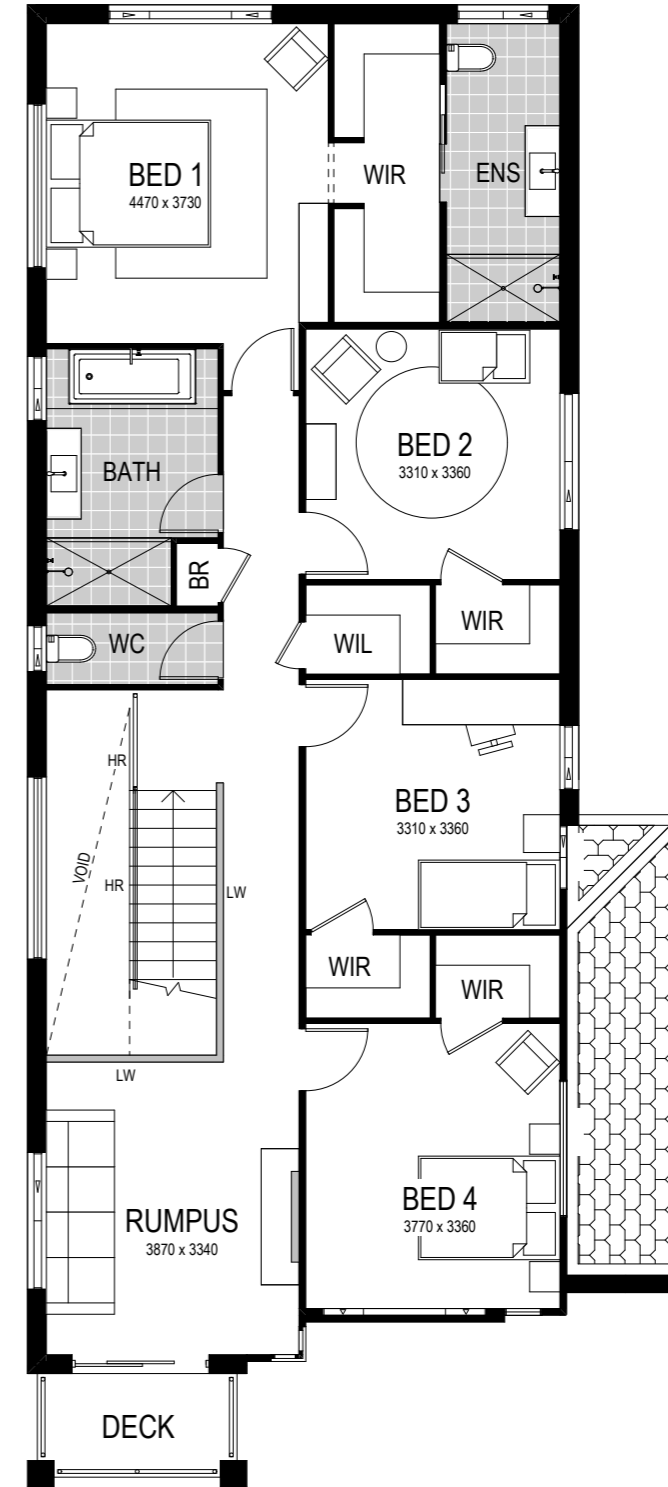 BED 1
4470 x 3730
WIR
ENS
BED 2
3310 x 3360
BATH
BR
WC
WIL
WIR
HR
VOID
HR
LW
LW
BED 3
3310 x 3360
WIR
WIR
BED 4
3770 x 3360
RUMPUS
3870 x 3340
DECK